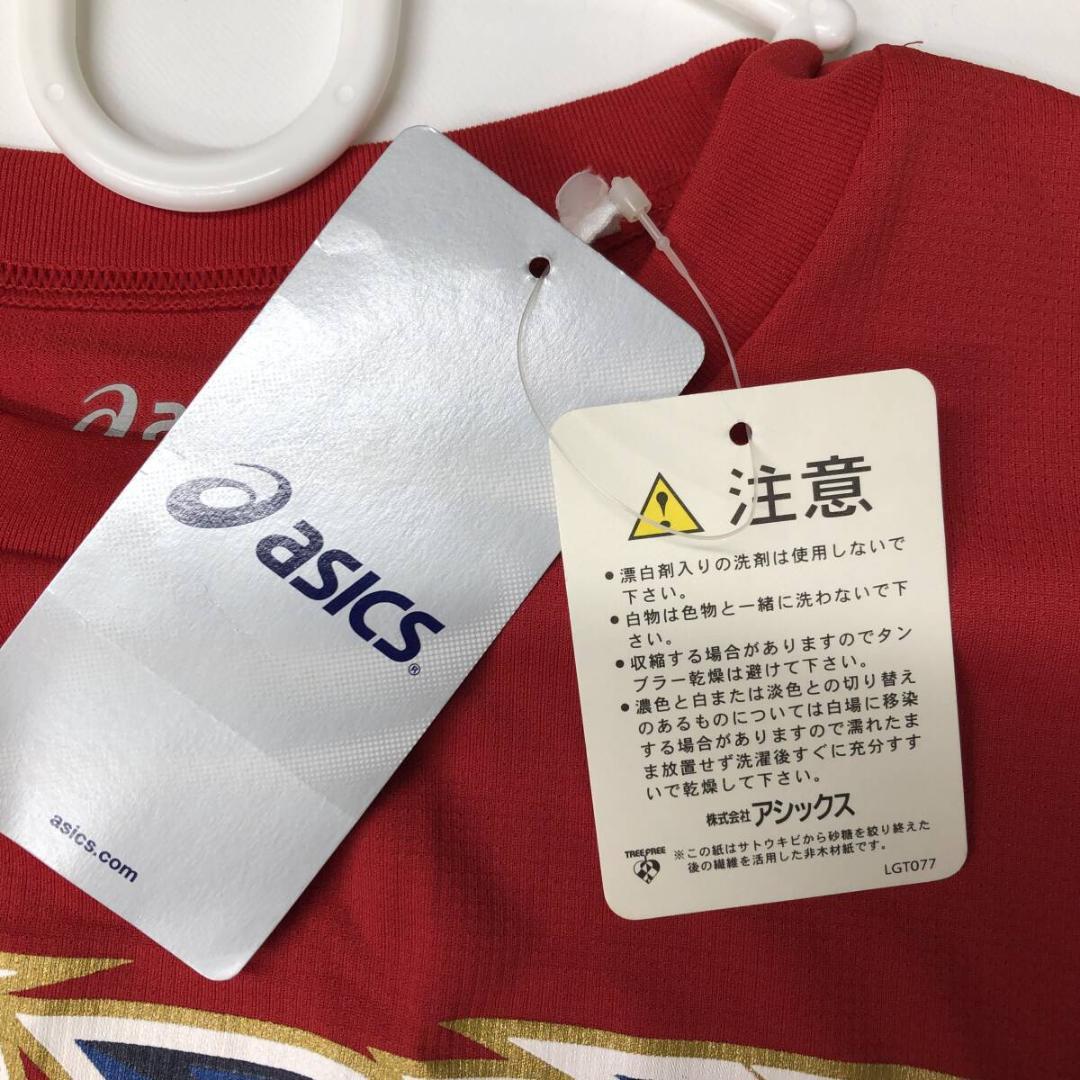 a
asics®
asics.com
注意
●漂白剤入りの洗剤は使用しないで
下さい。
●白物は色物と一緒に洗わないで下
さい。
●収縮する場合がありますのでタン
ブラー乾燥は避けて下さい。
●濃色と白または淡色との切り替え
のあるものについては白場に移染
する場合がありますので濡れたま
ま放置せず洗濯後すぐに充分すす
いで乾燥して下さい。
株式会社アシックス
TREE FREE
※この紙はサトウキビから砂糖を絞り終えた
後の繊維を活用した非木材紙です。
LGT077